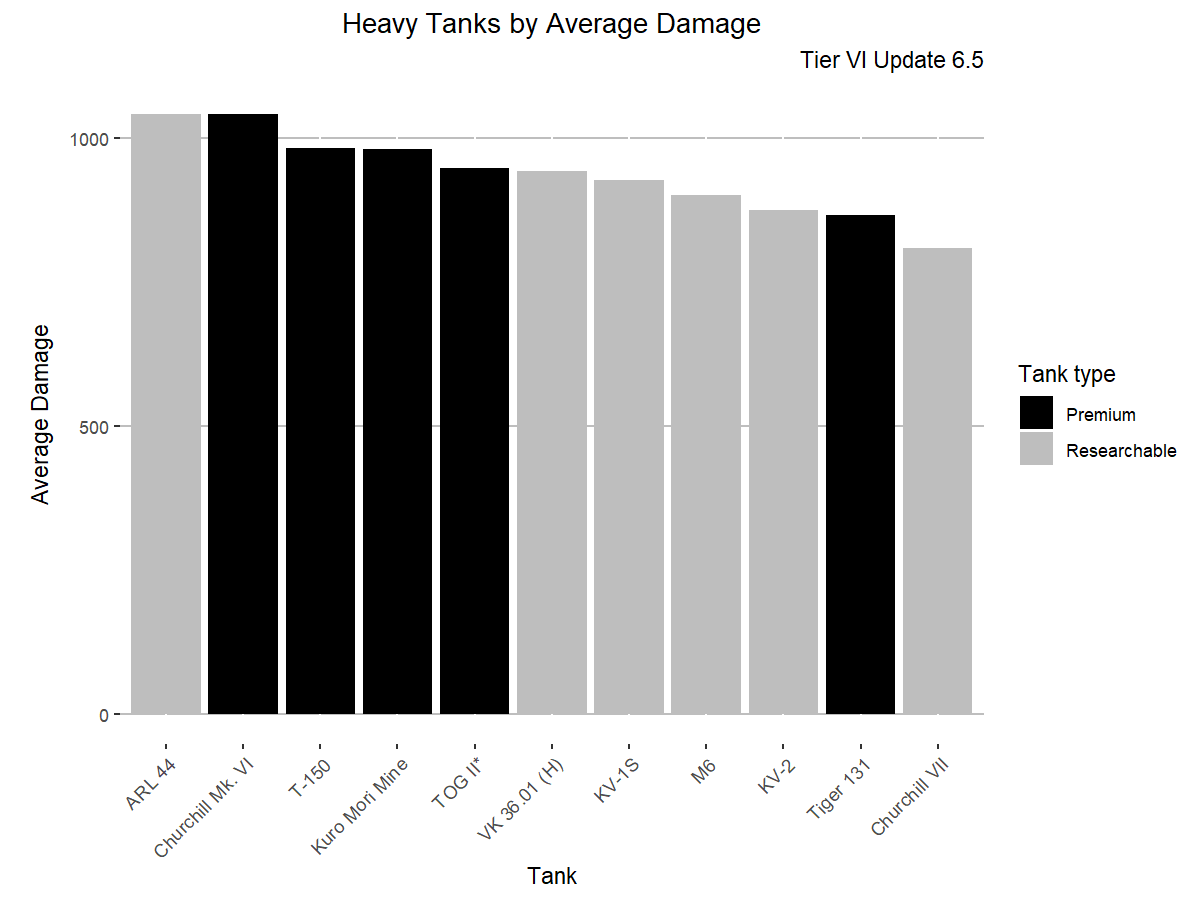 Heavy Tanks by Average Damage
Tier VI Update 6.5
Average Damage
1000
500
0
ARL 44
Churchill Mk. VI
T-150
Kuro Mori Mine
TOG II*
VK 36.01 (H)
KV-1S
M6
KV-2
Tiger 131
Churchill VII
Tank
Tank type
Premium
Researchable